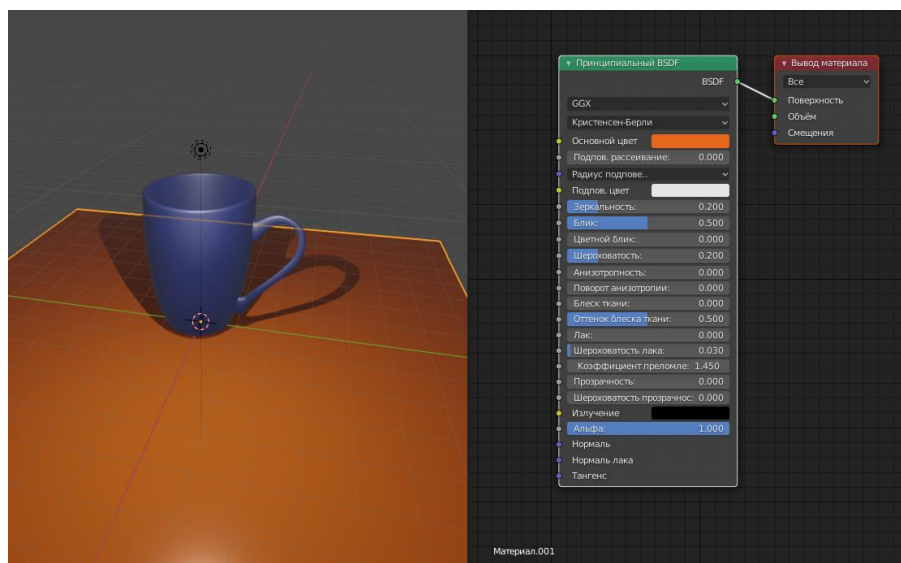 Принципиальный BSDF
BSDF
GGX
Кристенсен-Берли
Основной цвет
Подпов. рассеивание: 0.000
Радиус подпове..
Подпов. цвет
Зеркальность: 0.200
Блик: 0.500
Цветной блик: 0.000
Шероховатость: 0.200
Анизотропность: 0.000
Поворот анизотропии: 0.000
Блеск ткани: 0.000
Оттенок блеска ткани: 0.500
Лак: 0.000
Шероховатость лака: 0.030
Коэффициент преломле: 1.450
Прозрачность: 0.000
Шероховатость прозрачнос: 0.000
Излучение
Альфа: 1.000
Нормаль
Нормаль лака
Тангенс
Вывод материала
Все
Поверхность
Объём
Смещения
Материал.001